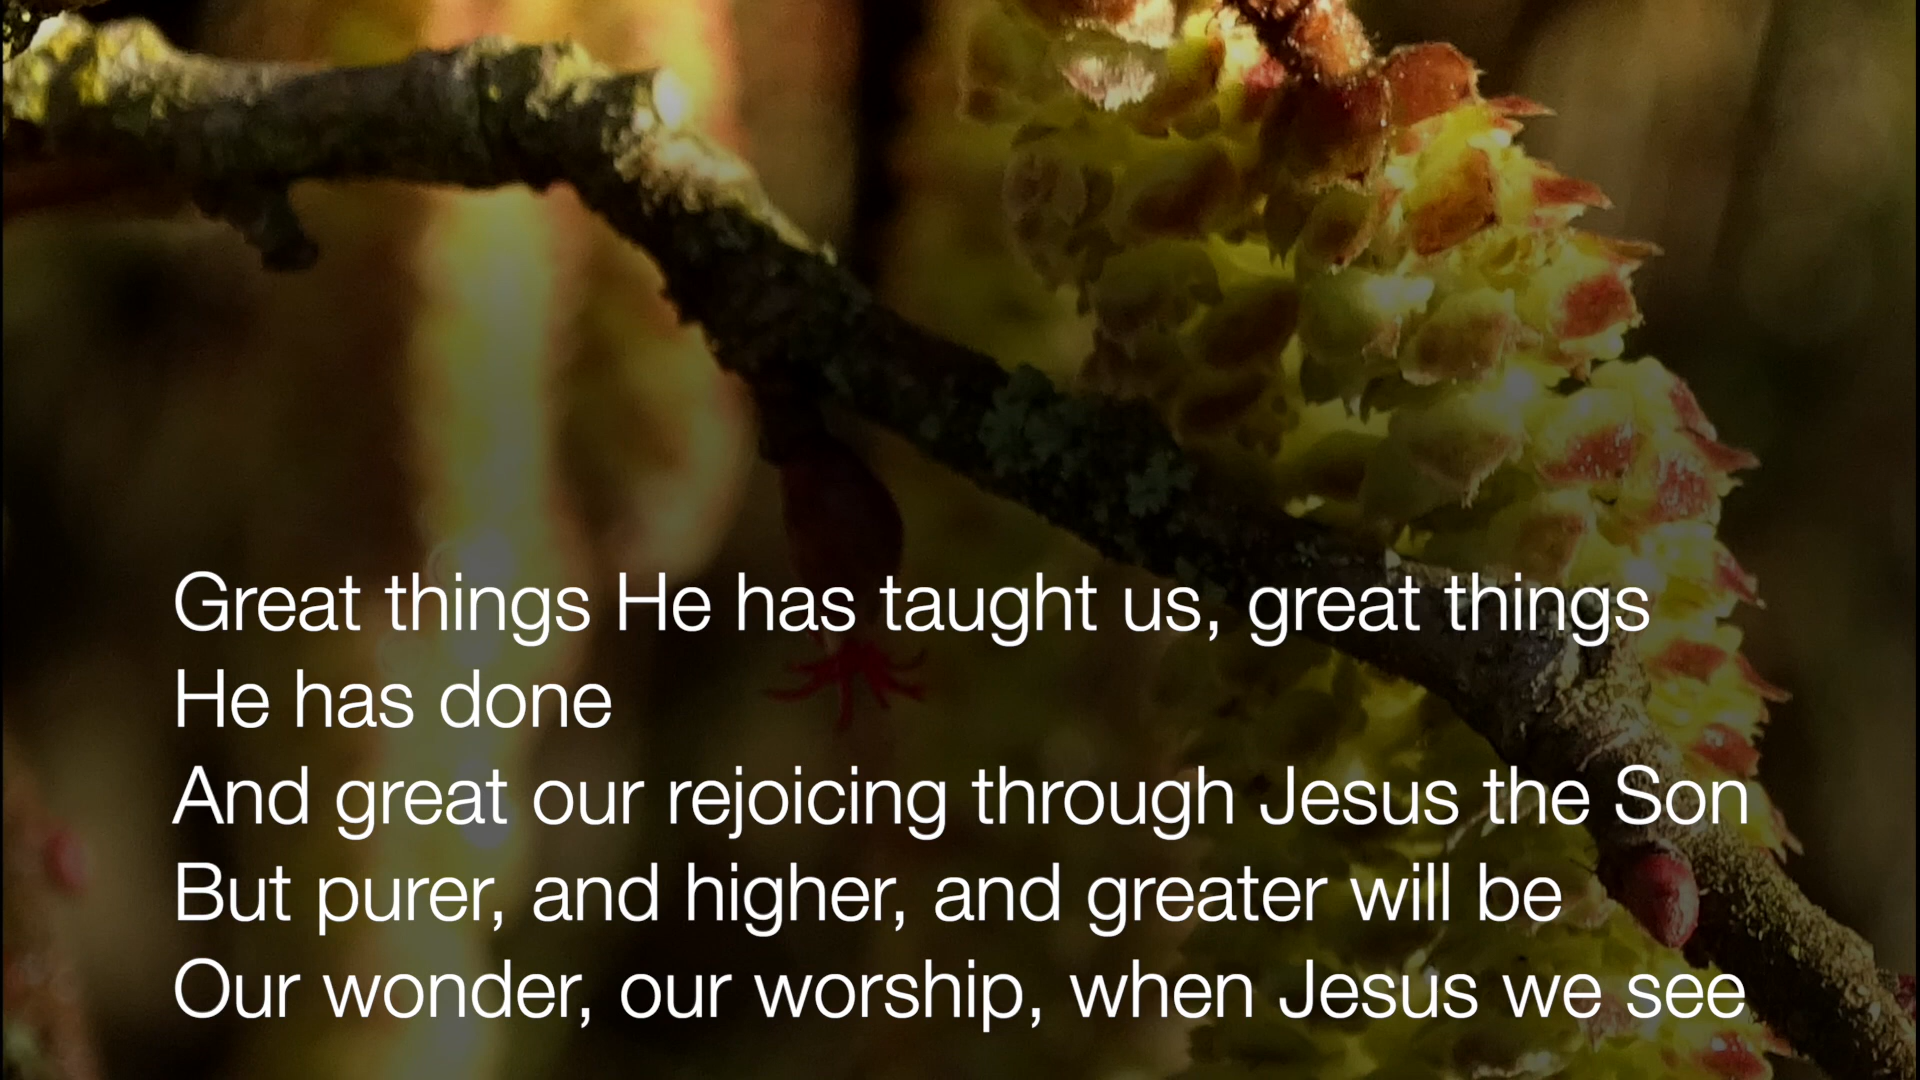 Great things He has taught us, great things
He has done
And great our rejoicing through Jesus the Son
But purer, and higher, and greater will be
Our wonder, our worship, when Jesus we see